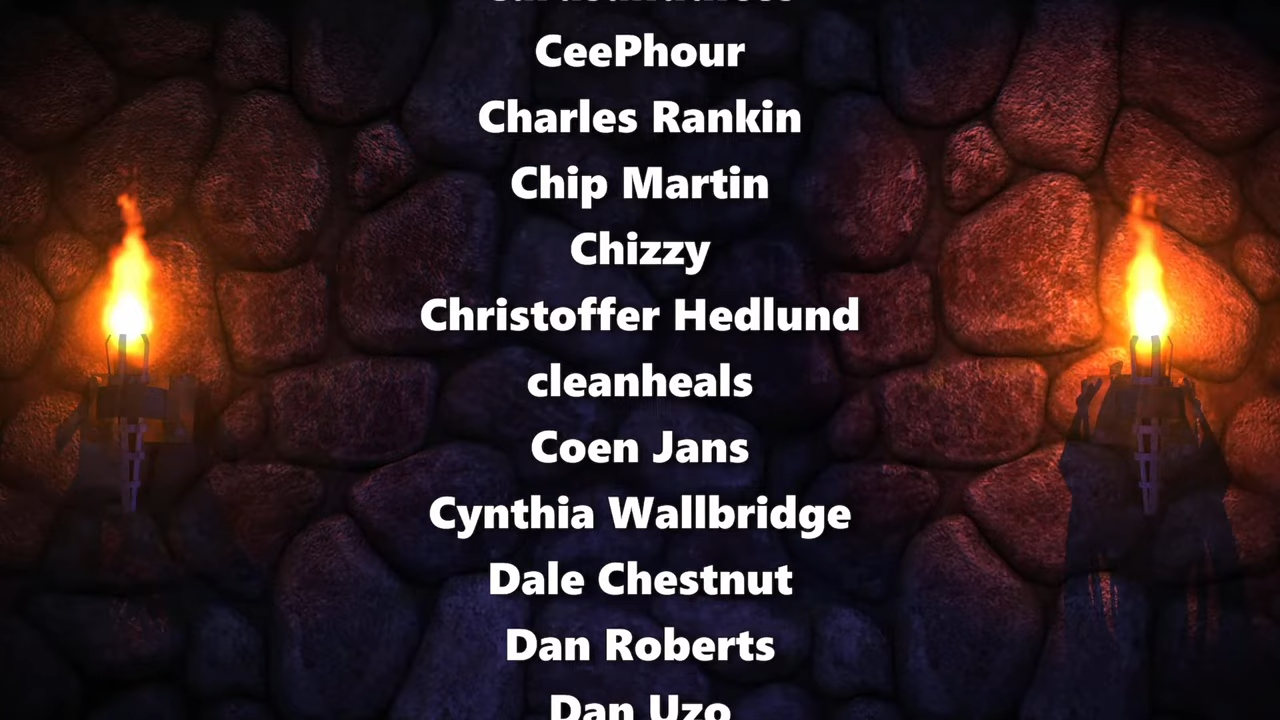 CeePhour
Charles Rankin
Chip Martin
Chizzy
Christoffer Hedlund
cleanheals
Coen Jans
Cynthia Wallbridge
Dale Chestnut
Dan Roberts
Dan Uzo